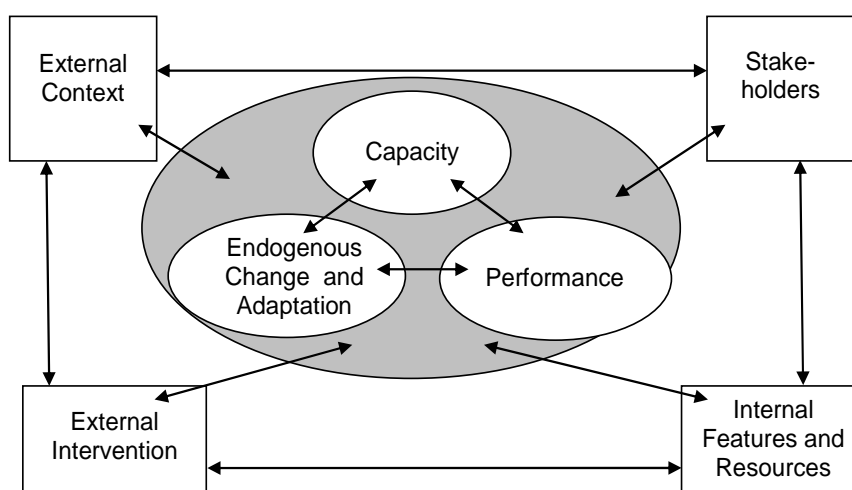 External
Context
Stake-
holders
Capacity
Endogenous
Change and
Adaptation
Performance
External
Intervention
Internal
Features and
Resources